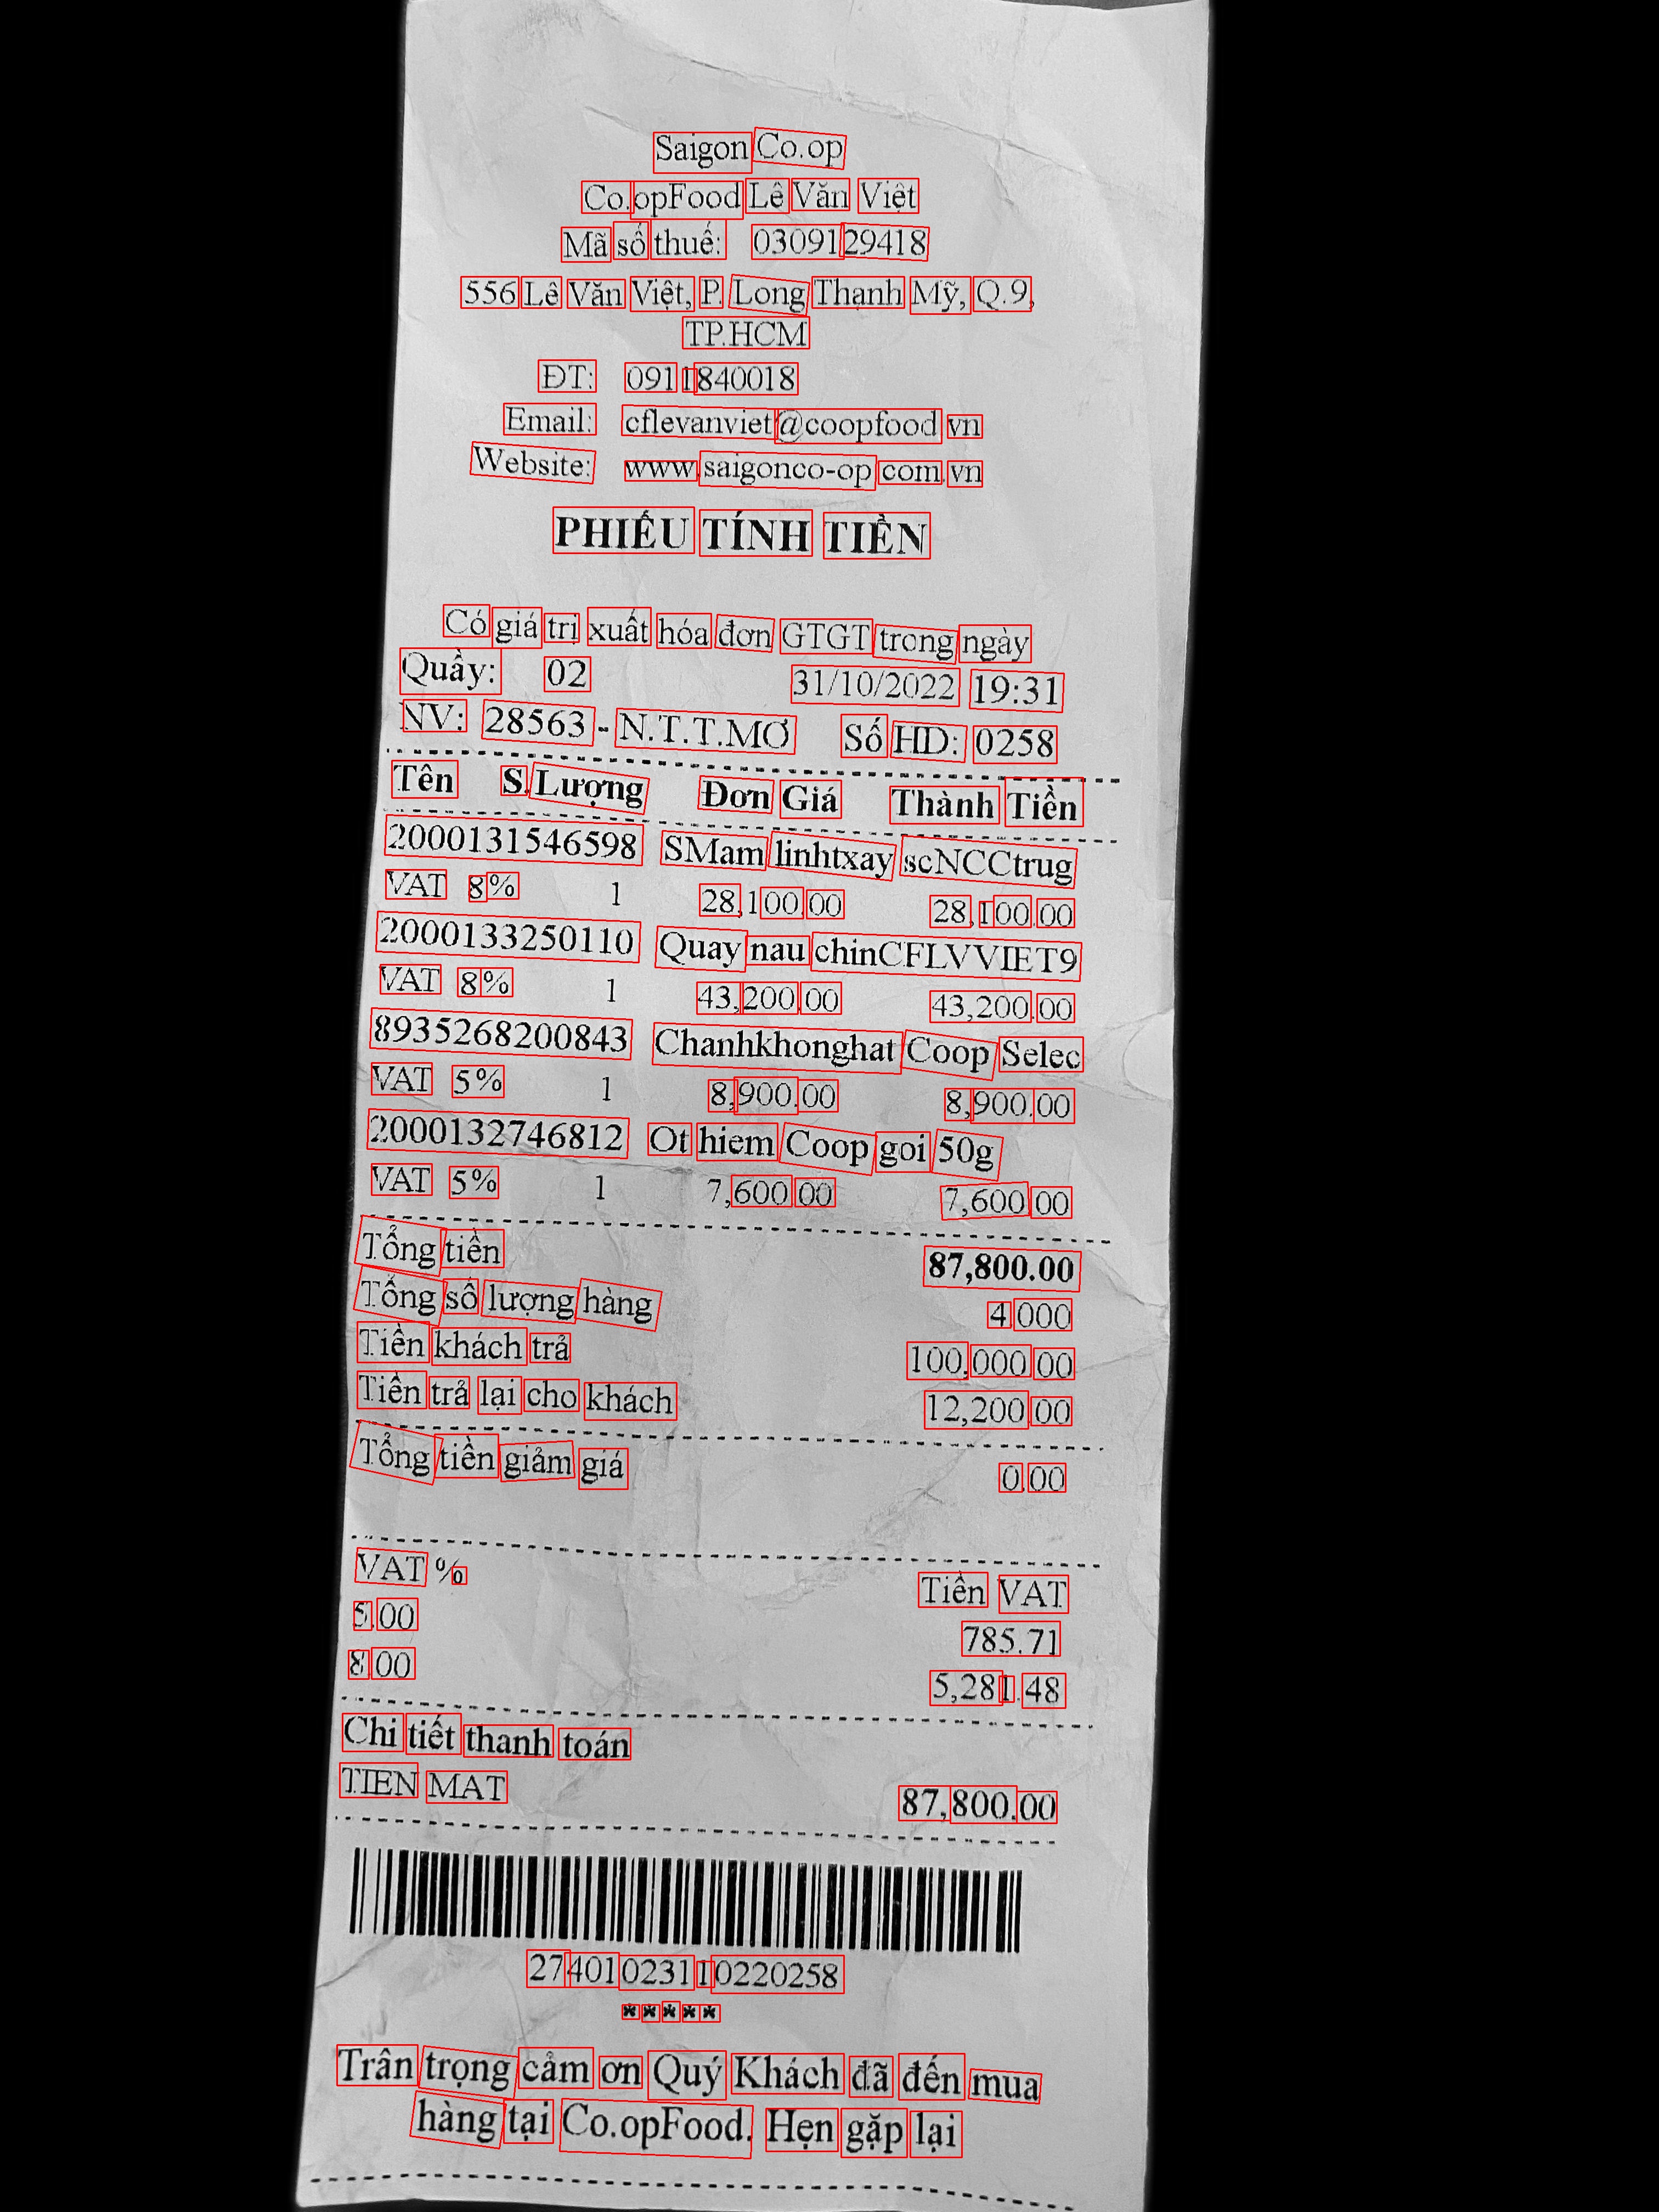 Saigon Co.op
Co.opFood Lê Văn Việt
Mã số thuế: 0309129418
556 Lê Văn Việt, P. Long Thạnh Mỹ, Q.9,
TP.HCM
ĐT: 0911840018
Email: cflevanviet@coopfood.vn
Website: www.saigonco-op.com.vn
PHIẾU TÍNH TIỀN
Có giá trị xuất hóa đơn GTGT trong ngày
Quầy: 02 31/10/2022 19:31
NV: 28563 - N.T.T.MƠ Số HD: 0258
Tên S.Lượng Đơn Giá Thành Tiền
2000131546598 SMam linhtxay scNCCtrug
VAT 8% 1 28,100.00 28,100.00
2000133250110 Quay nau chinCFLVVIET9
VAT 8% 1 43,200.00 43,200.00
8935268200843 Chanhkhonghat Coop Selec
VAT 5% 1 8,900.00 8,900.00
2000132746812 Ot hiem Coop goi 50g
VAT 5% 1 7,600.00 7,600.00
Tổng tiền 87,800.00
Tổng số lượng hàng 4.000
Tiền khách trả 100,000.00
Tiền trả lại cho khách 12,200.00
Tổng tiền giảm giá 0.00
VAT % Tiền VAT
5.00 785.71
8.00 5,281.48
Chi tiết thanh toán
TIEN MAT 87,800.00
27401023110220258
*****
Trân trọng cảm ơn Quý Khách đã đến mua
hàng tại Co.opFood. Hẹn gặp lại